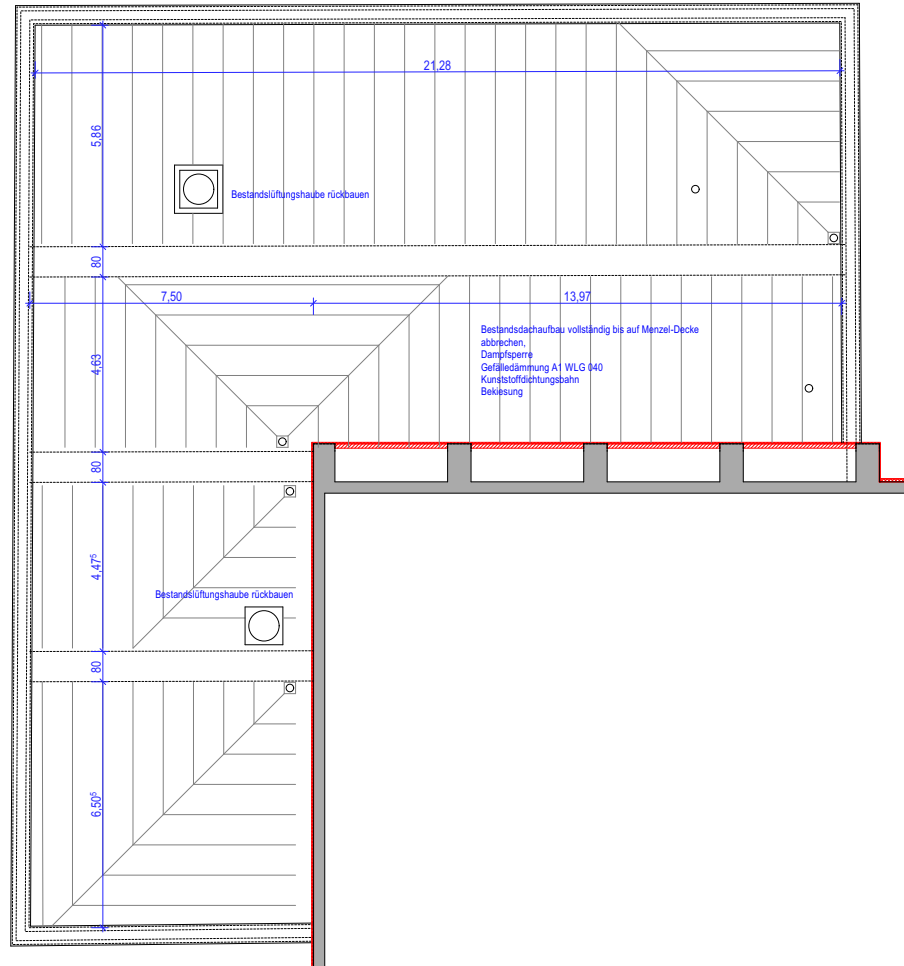 21,28
5,86
Bestandslüftungshaube rückbauen
80
7,50
13,97
Bestandsdachaufbau vollständig bis auf Menzel-Decke
abbrechen,
Dampfsperre
Gefälledämmung A1 WLG 040
Kunststoffdichtungsbahn
Bekiesung
4,63
80
4,47⁵
Bestandslüftungshaube rückbauen
80
6,50⁵